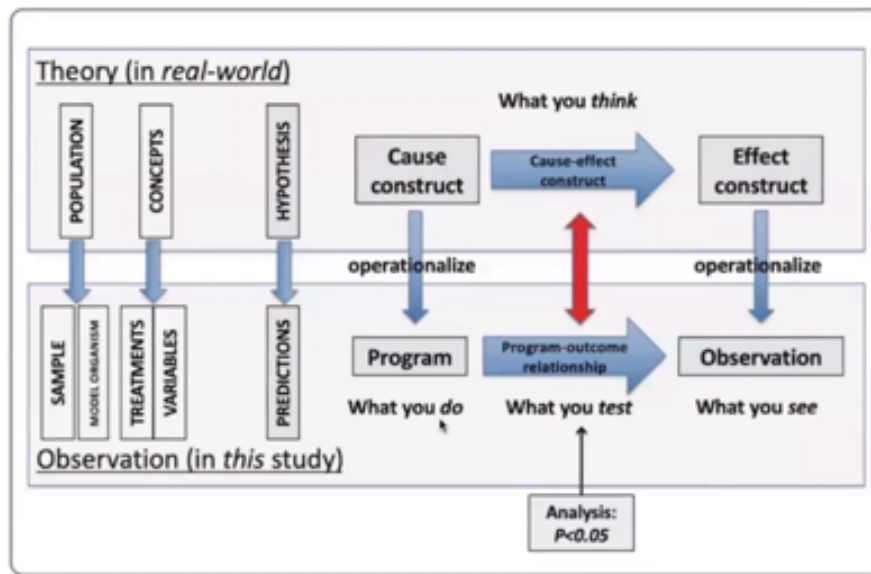 Theory (in real-world)
What you think
POPULATION
CONCEPTS
HYPOTHESIS
Cause
construct
Cause-effect
construct
Effect
construct
operationalize
operationalize
SAMPLE
MODEL ORGANISM
TREATMENTS
VARIABLES
PREDICTIONS
Program
Program-outcome
relationship
Observation
What you do
What you test
What you see
Observation (in this study)
Analysis:
P<0.05